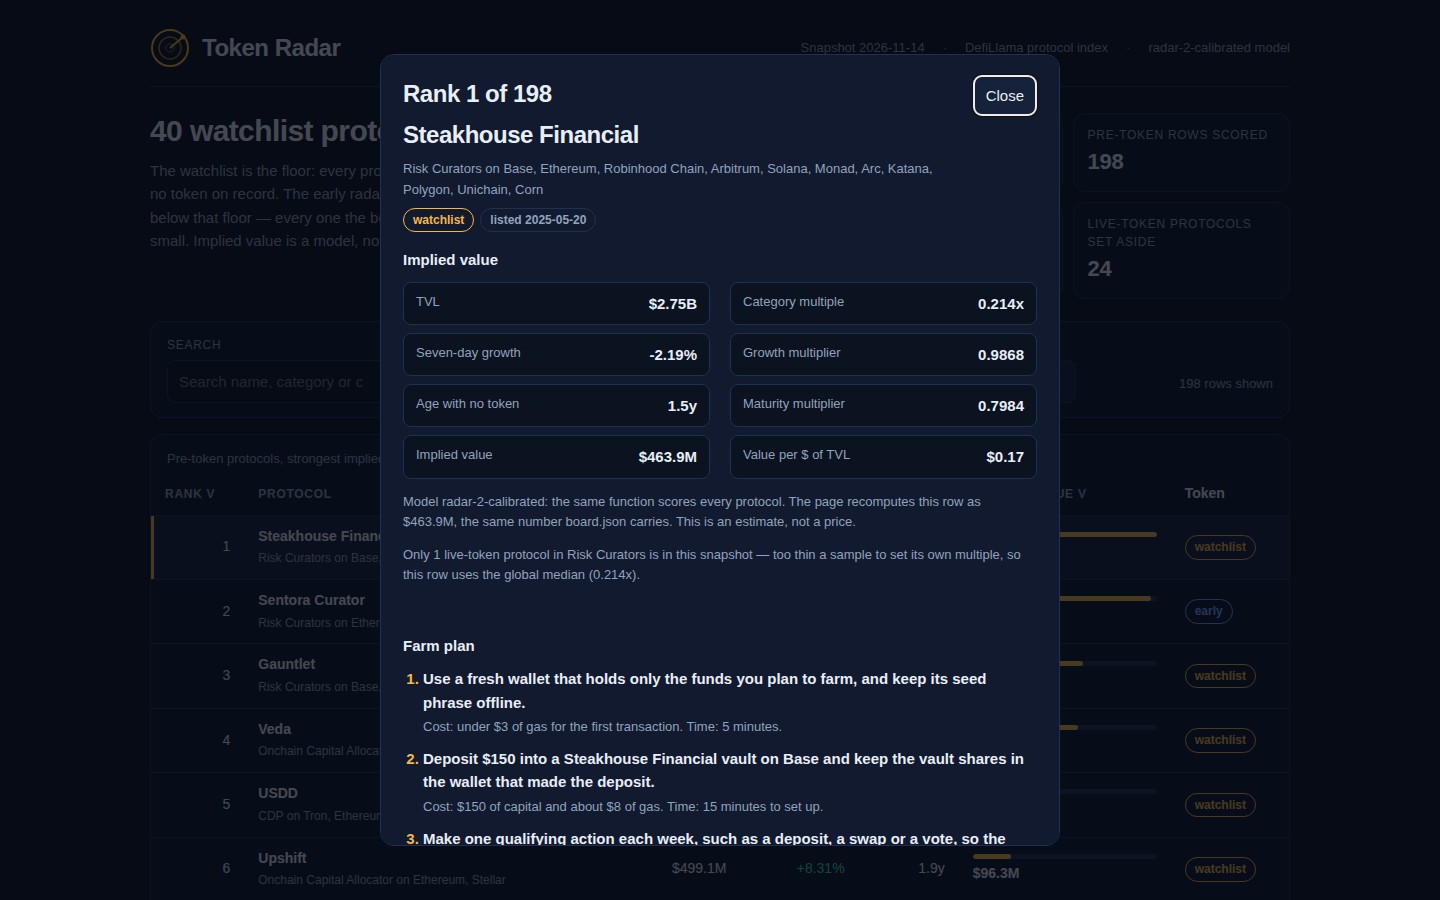 Token Radar
Snapshot 2026-11-14 · DefiLlama protocol index · radar-2-calibrated model
Rank 1 of 198
Close
Steakhouse Financial
Risk Curators on Base, Ethereum, Robinhood Chain, Arbitrum, Solana, Monad, Arc, Katana,
Polygon, Unichain, Corn
watchlist
listed 2025-05-20
Implied value
TVL $2.75B
Category multiple 0.214x
Seven-day growth -2.19%
Growth multiplier 0.9868
Age with no token 1.5y
Maturity multiplier 0.7984
Implied value $463.9M
Value per $ of TVL $0.17
Model radar-2-calibrated: the same function scores every protocol. The page recomputes this row as
$463.9M, the same number board.json carries. This is an estimate, not a price.
Only 1 live-token protocol in Risk Curators is in this snapshot — too thin a sample to set its own multiple, so
this row uses the global median (0.214x).
Farm plan
1. Use a fresh wallet that holds only the funds you plan to farm, and keep its seed
phrase offline.
Cost: under $3 of gas for the first transaction. Time: 5 minutes.
2. Deposit $150 into a Steakhouse Financial vault on Base and keep the vault shares in
the wallet that made the deposit.
Cost: $150 of capital and about $8 of gas. Time: 15 minutes to set up.
3. Make one qualifying action each week, such as a deposit, a swap or a vote, so the
40 watchlist
The watchlist is the floor: every
no token on record. The early
below that floor — every one the
small. Implied value is a model,
PRE-TOKEN ROWS SCORED
198
LIVE-TOKEN PROTOCOLS
SET ASIDE
24
SEARCH
Search name, category or c
198 rows shown
Pre-token protocols, strongest
RANK V PROTOCOL V Token
1 Steakhouse
Risk Curators on Base,
watchlist
2 Sentora Curator
Risk Curators on
early
3 Gauntlet
Risk Curators on Base,
watchlist
4 Veda
Onchain Capital
watchlist
5 USDD
CDP on Tron,
watchlist
6 Upshift $499.1M +8.31% 1.9y $96.3M watchlist
Onchain Capital Allocator on Ethereum, Stellar